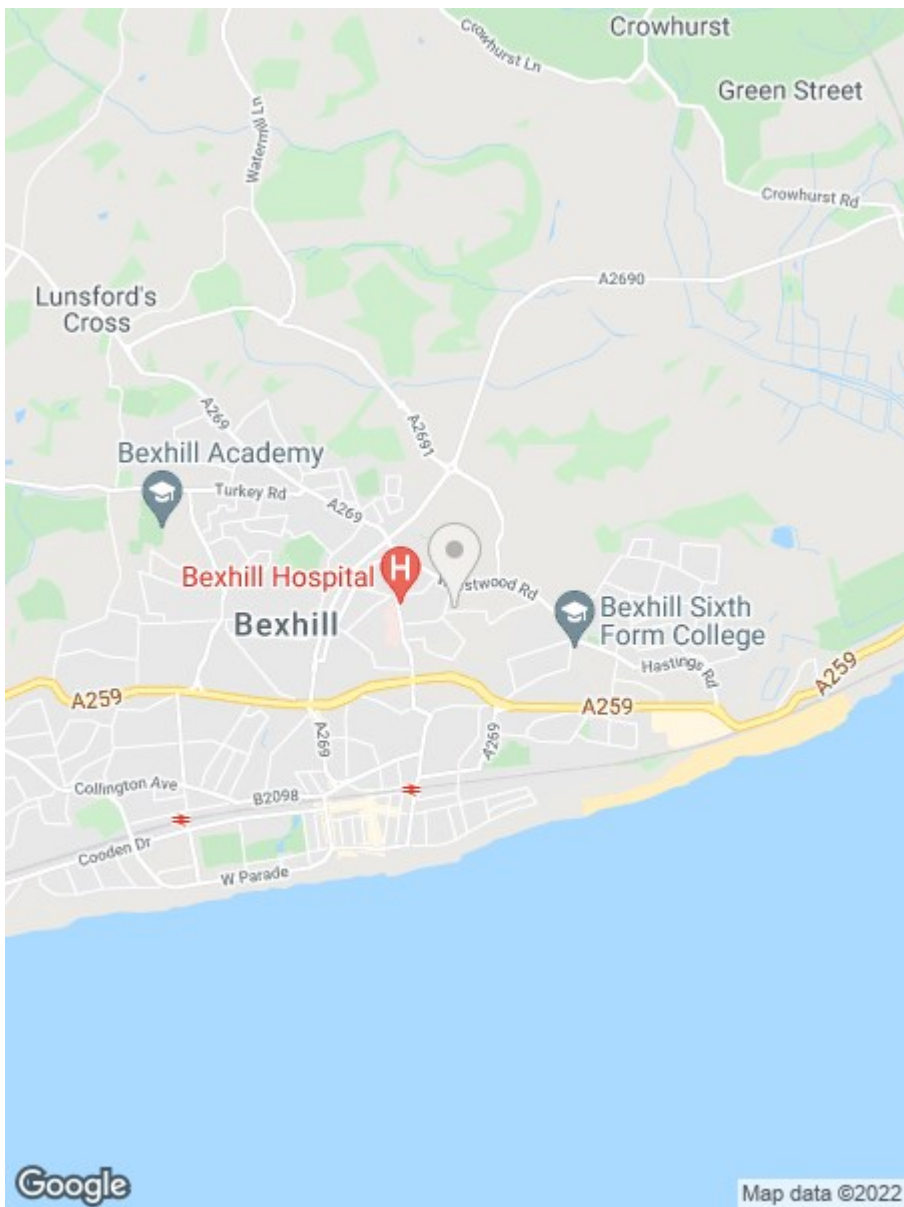 Crowhurst
Crowhurst Ln
Green Street
Watermill Ln
Crowhurst Rd
A2690
Lunsford's
Cross
A269
A2691
Bexhill Academy
Turkey Rd
A269
Bexhill Hospital
H
Bexhill
Bexhill Sixth
Form College
Hastings Rd
A259
A259
A259
A269
A269
Collington Ave
B2098
Cooden Dr
W Parade
Google
Map data ©2022